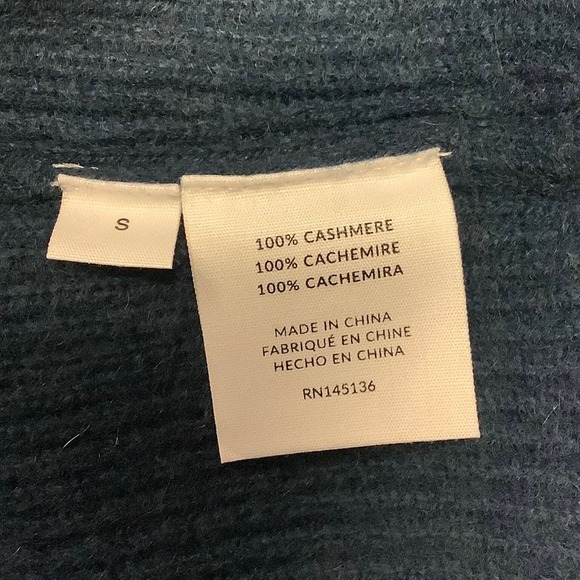 S
100% CASHMERE
100% CACHEMIRE
100% CACHEMIRA
MADE IN CHINA
FABRIQUÉ EN CHINE
HECHO EN CHINA
RN145136